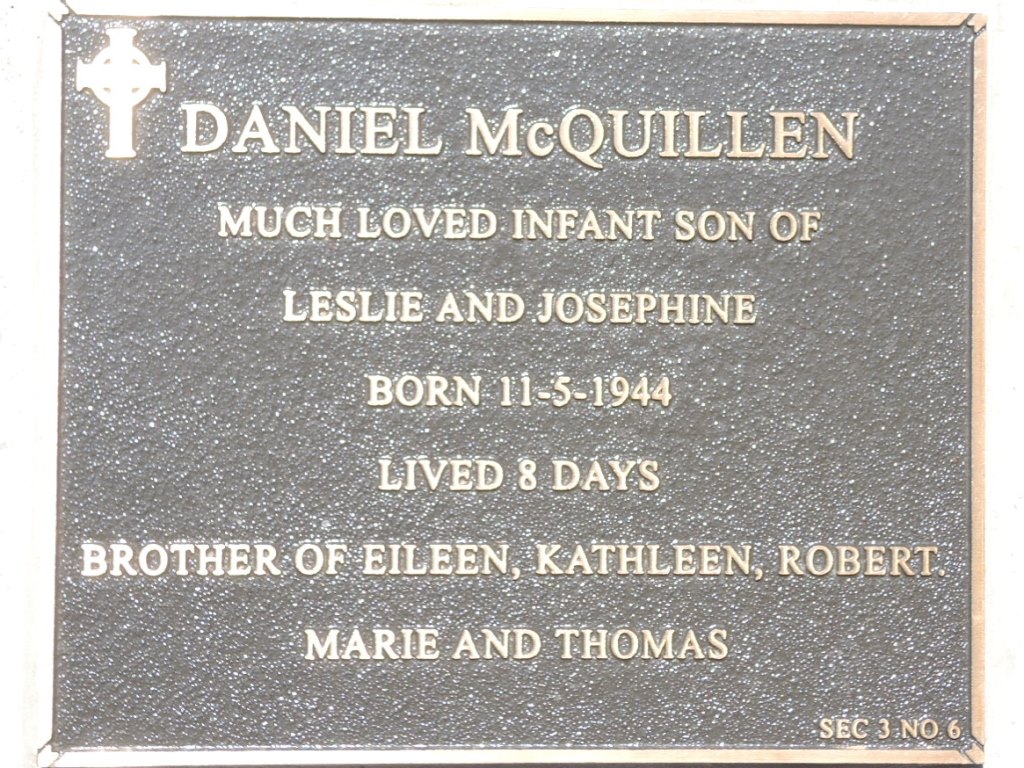 DANIEL McQUILLEN
MUCH LOVED INFANT SON OF
LESLIE AND JOSEPHINE
BORN 11-5-1944
LIVED 8 DAYS
BROTHER OF EILEEN, KATHLEEN, ROBERT.
MARIE AND THOMAS
SEC 3 NO 6